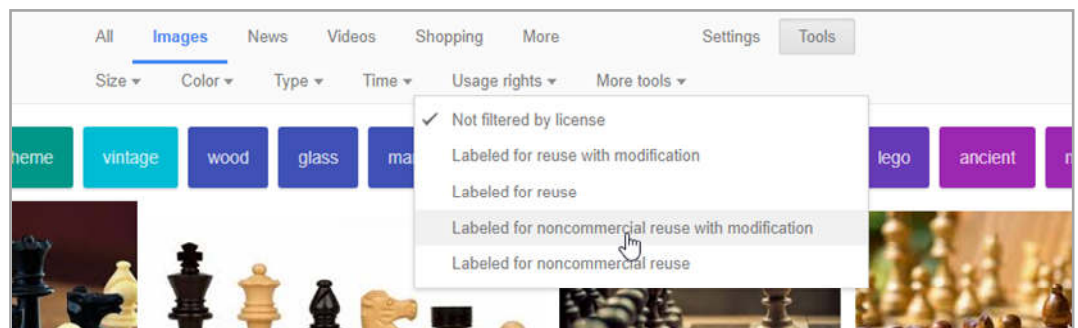 All Images News Videos Shopping More Settings Tools
Size Color Type Time Usage rights More tools
Not filtered by license
Labeled for reuse with modification
Labeled for reuse
Labeled for noncommercial reuse with modification
Labeled for noncommercial reuse
vintage wood glass lego ancient